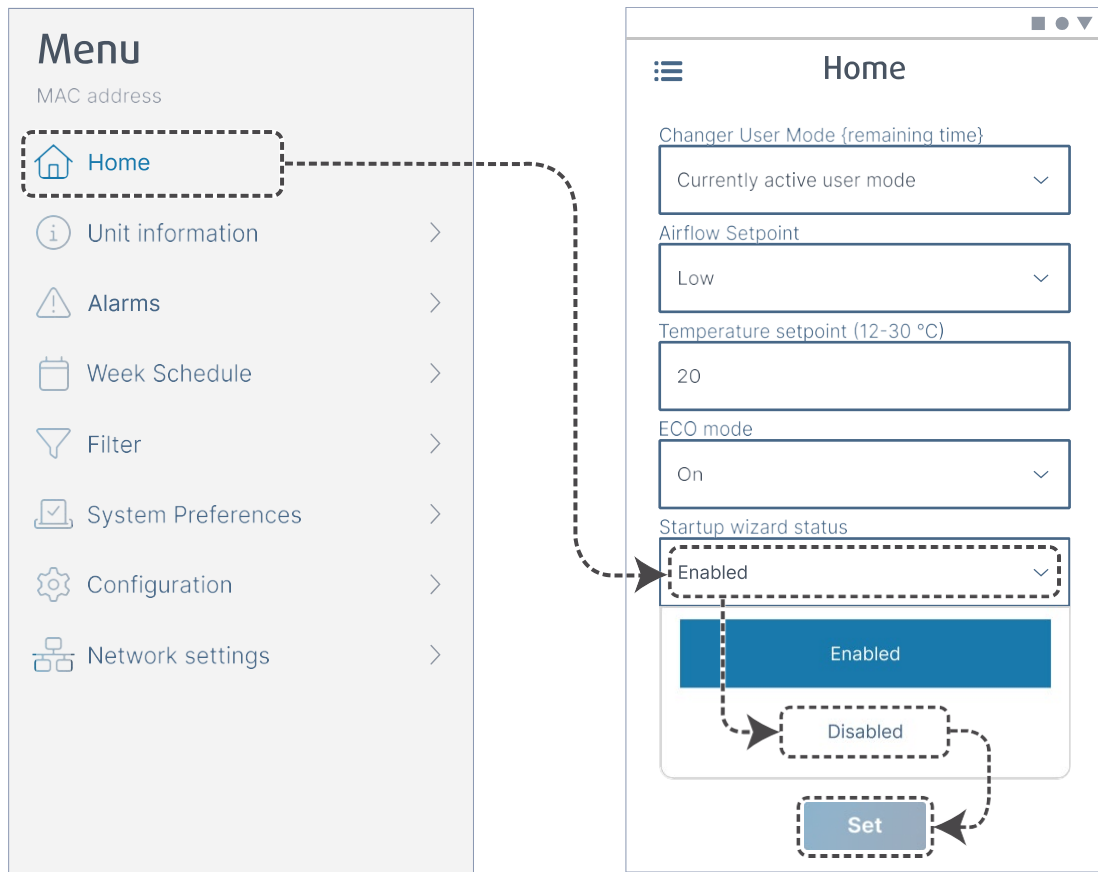 Menu
MAC address
Home
Unit information
Alarms
Week Schedule
Filter
System Preferences
Configuration
Network settings
Home
Changer User Mode {remaining time}
Currently active user mode
Airflow Setpoint
Low
Temperature setpoint (12-30 °C)
20
ECO mode
On
Startup wizard status
Enabled
Enabled
Disabled
Set